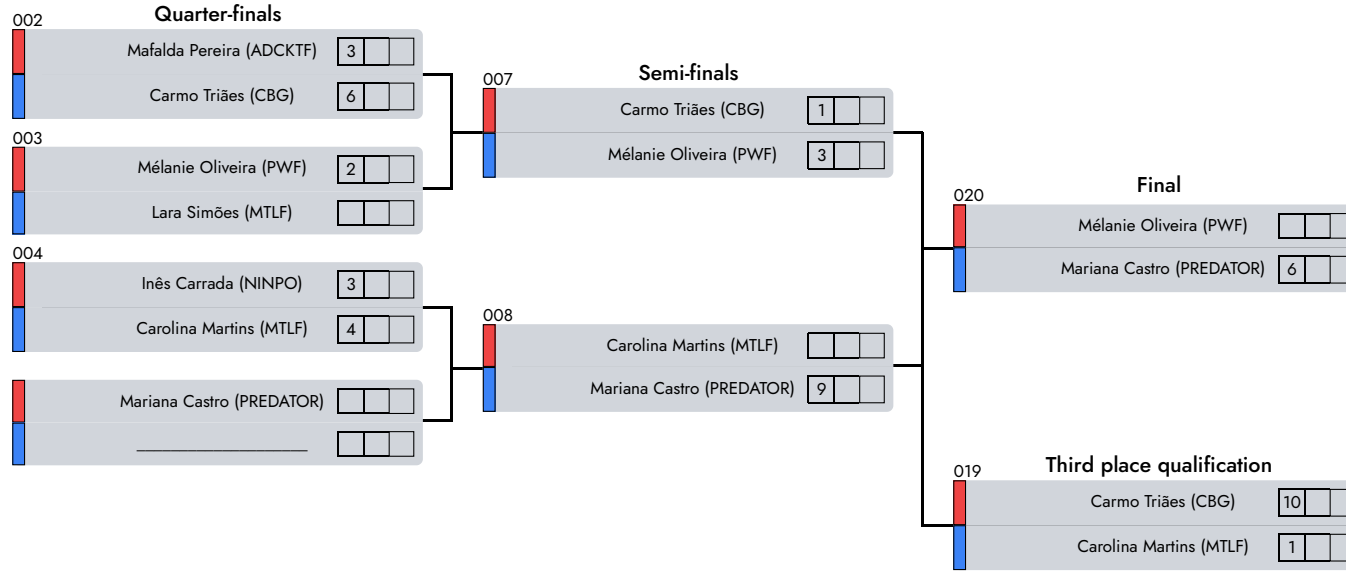 Quarter-finals
002
Mafalda Pereira (ADCKTF) 3
Carmo Triães (CBG) 6
003
Mélanie Oliveira (PWF) 2
Lara Simões (MTLF)
004
Inês Carrada (NINPO) 3
Carolina Martins (MTLF) 4
Mariana Castro (PREDATOR)
____________________
Semi-finals
007
Carmo Triães (CBG) 1
Mélanie Oliveira (PWF) 3
008
Carolina Martins (MTLF)
Mariana Castro (PREDATOR) 9
Final
020
Mélanie Oliveira (PWF)
Mariana Castro (PREDATOR) 6
Third place qualification
019
Carmo Triães (CBG) 10
Carolina Martins (MTLF) 1